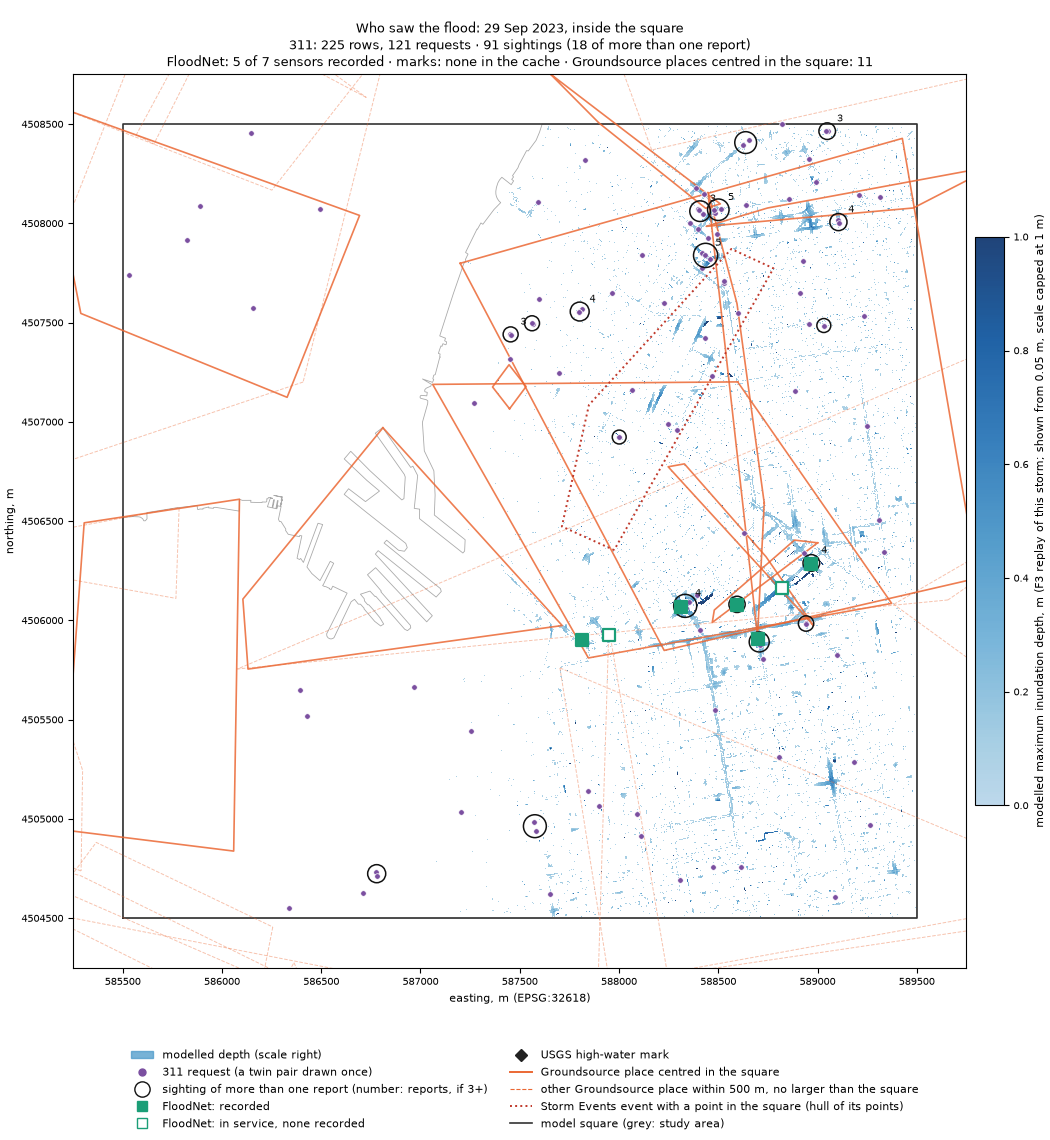 Who saw the flood: 29 Sep 2023, inside the square
311: 225 rows, 121 requests · 91 sightings (18 of more than one report)
FloodNet: 5 of 7 sensors recorded · marks: none in the cache · Groundsource places centred in the square: 11
4508500
4508000
4507500
4507000
4506500
4506000
4505500
4505000
4504500
northing, m
3
5
4
5
4
3
4
585500
586000
586500
587000
587500
588000
588500
589000
589500
easting, m (EPSG:32618)
1.0
0.8
0.6
0.4
0.2
0.0
modelled maximum inundation depth, m (F3 replay of this storm; shown from 0.05 m, scale capped at 1 m)
modelled depth (scale right)
311 request (a twin pair drawn once)
sighting of more than one report (number: reports, if 3+)
FloodNet: recorded
FloodNet: in service, none recorded
USGS high-water mark
Groundsource place centred in the square
other Groundsource place within 500 m, no larger than the square
Storm Events event with a point in the square (hull of its points)
model square (grey: study area)